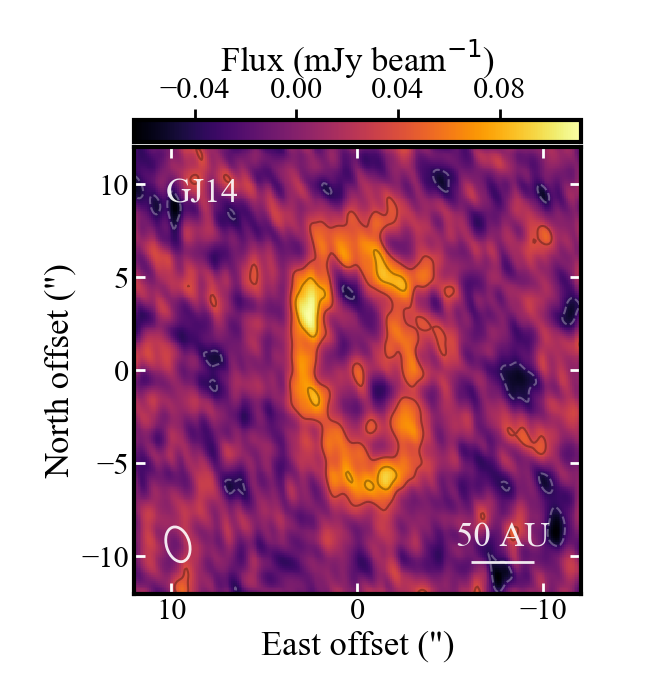 Flux (mJy beam⁻¹)
−0.04 0.00 0.04 0.08
GJ14
10
5
0
−5
−10
North offset (")
50 AU
10 0 −10
East offset (")